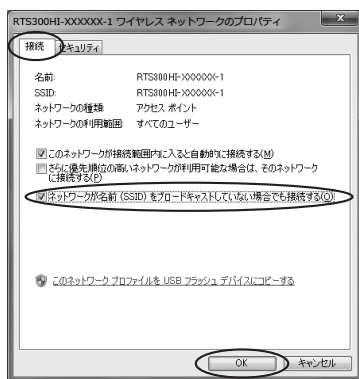 RTS300HI-XXXXXX-1 ワイヤレス ネットワークのプロパティ
接続 セキュリティ
名前: RTS300HI-XXXXXX-1
SSID: RTS300HI-XXXXXX-1
ネットワークの種類: アクセス ポイント
ネットワークの利用範囲: すべてのユーザー
このネットワークが接続範囲内に入ると自動的に接続する(M)
さらに優先順位の高いネットワークが利用可能な場合は、そのネットワーク
に接続する(P)
ネットワークが名前 (SSID) をブロードキャストしていない場合でも接続する(O)
このネットワーク プロファイルを USB フラッシュ デバイスにコピーする
OK キャンセル